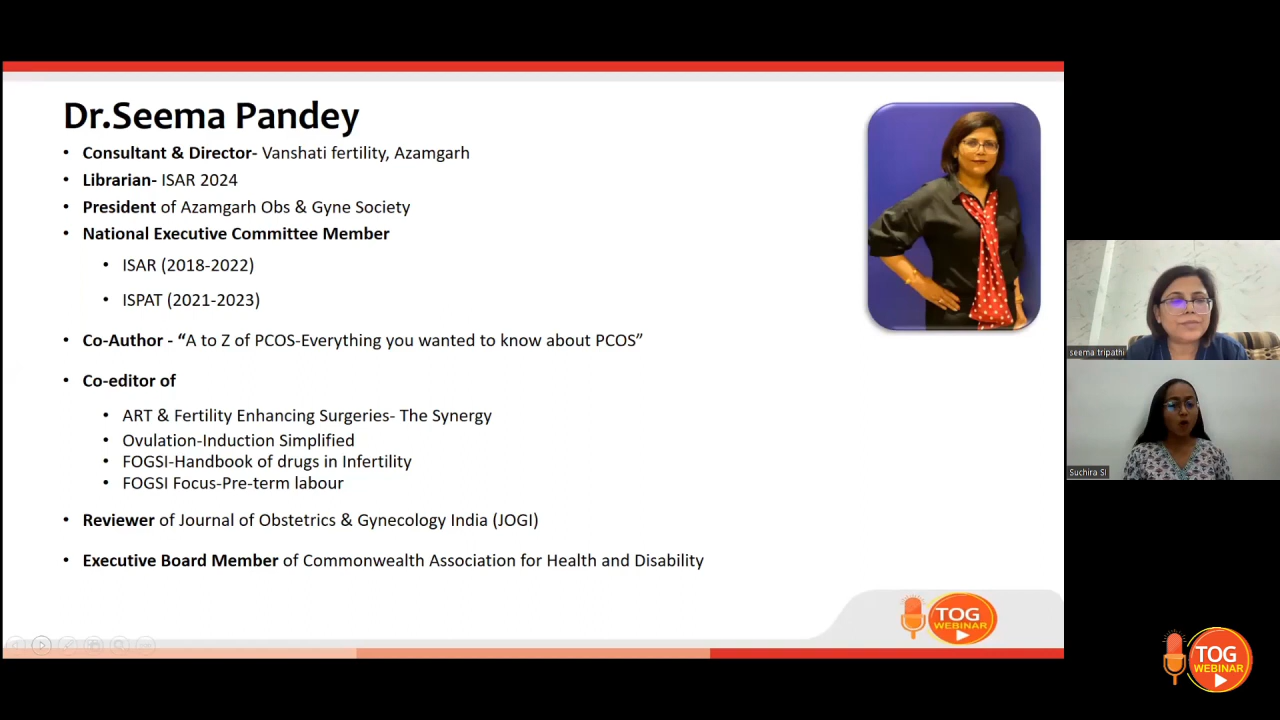 Dr.Seema Pandey
• Consultant & Director- Vanshati fertility, Azamgarh
• Librarian- ISAR 2024
• President of Azamgarh Obs & Gyne Society
• National Executive Committee Member
• ISAR (2018-2022)
• ISPAT (2021-2023)
• Co-Author - “A to Z of PCOS-Everything you wanted to know about PCOS”
• Co-editor of
• ART & Fertility Enhancing Surgeries- The Synergy
• Ovulation-Induction Simplified
• FOGSI-Handbook of drugs in Infertility
• FOGSI Focus-Pre-term labour
• Reviewer of Journal of Obstetrics & Gynecology India (JOGI)
• Executive Board Member of Commonwealth Association for Health and Disability
TOG
WEBINAR
seema tripathi
Suchira SI
TOG
WEBINAR